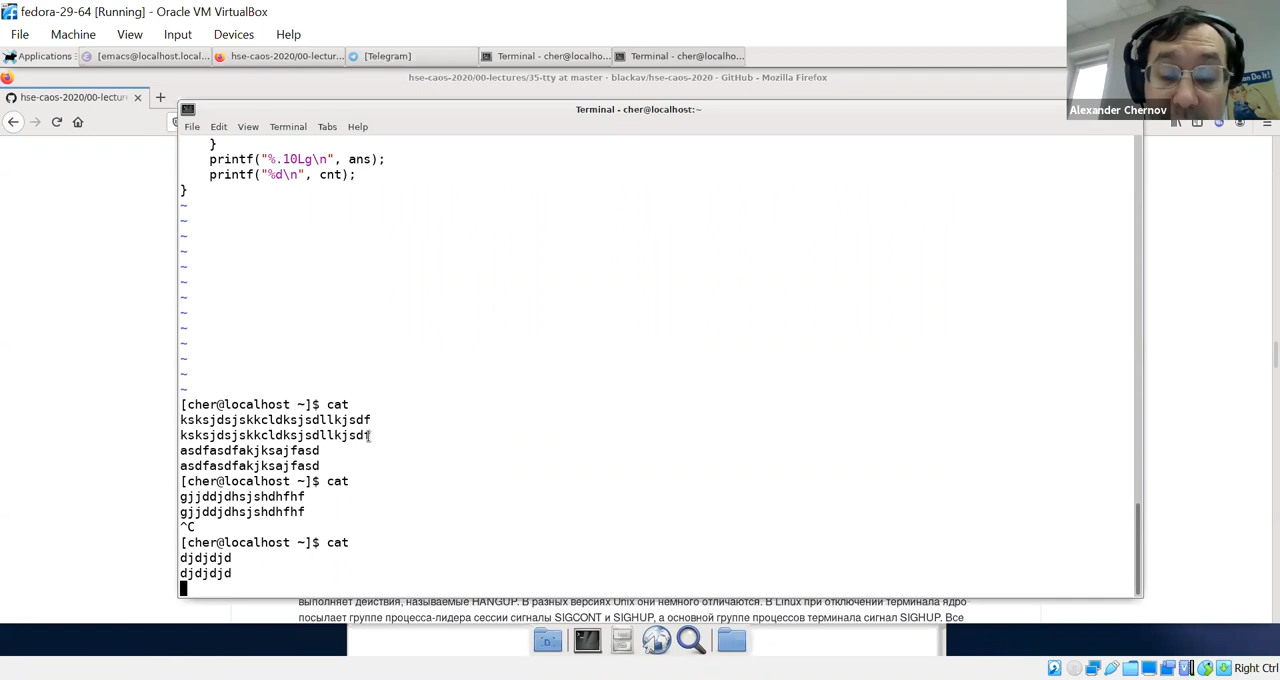 fedora-29-64 [Running] - Oracle VM VirtualBox
File Machine View Input Devices Help
Applications [emacs@localhost.local... hse-caos-2020/00-lectur... [Telegram] Terminal - cher@localho... Terminal - cher@localho...
hse-caos-2020/00-lectures/35-tty at master · blackav/hse-caos-2020 · GitHub - Mozilla Firefox
hse-caos-2020/00-lectur
Can Do It!
Alexander Chernov
Terminal - cher@localhost:~
File Edit View Terminal Tabs Help
}
printf("%.10Lg\n", ans);
printf("%d\n", cnt);
}
~
~
~
~
~
~
~
~
~
~
~
~
~
[cher@localhost ~]$ cat
ksksjdsjskkcldksjsdllkjsdf
ksksjdsjskkcldksjsdllkjsdf
asdfasdfakjksajfasd
asdfasdfakjksajfasd
[cher@localhost ~]$ cat
gjjddjdhsjshdhfhf
gjjddjdhsjshdhfhf
^C
[cher@localhost ~]$ cat
djdjdjd
djdjdjd
выполняет действия, называемые HANGUP. В разных версиях Unix они немного отличаются. В Linux при отключении терминала ядро
посылает группе процесса-лидера сессии сигналы SIGCONT и SIGHUP, а основной группе процессов терминала сигнал SIGHUP. Все
Right Ctrl